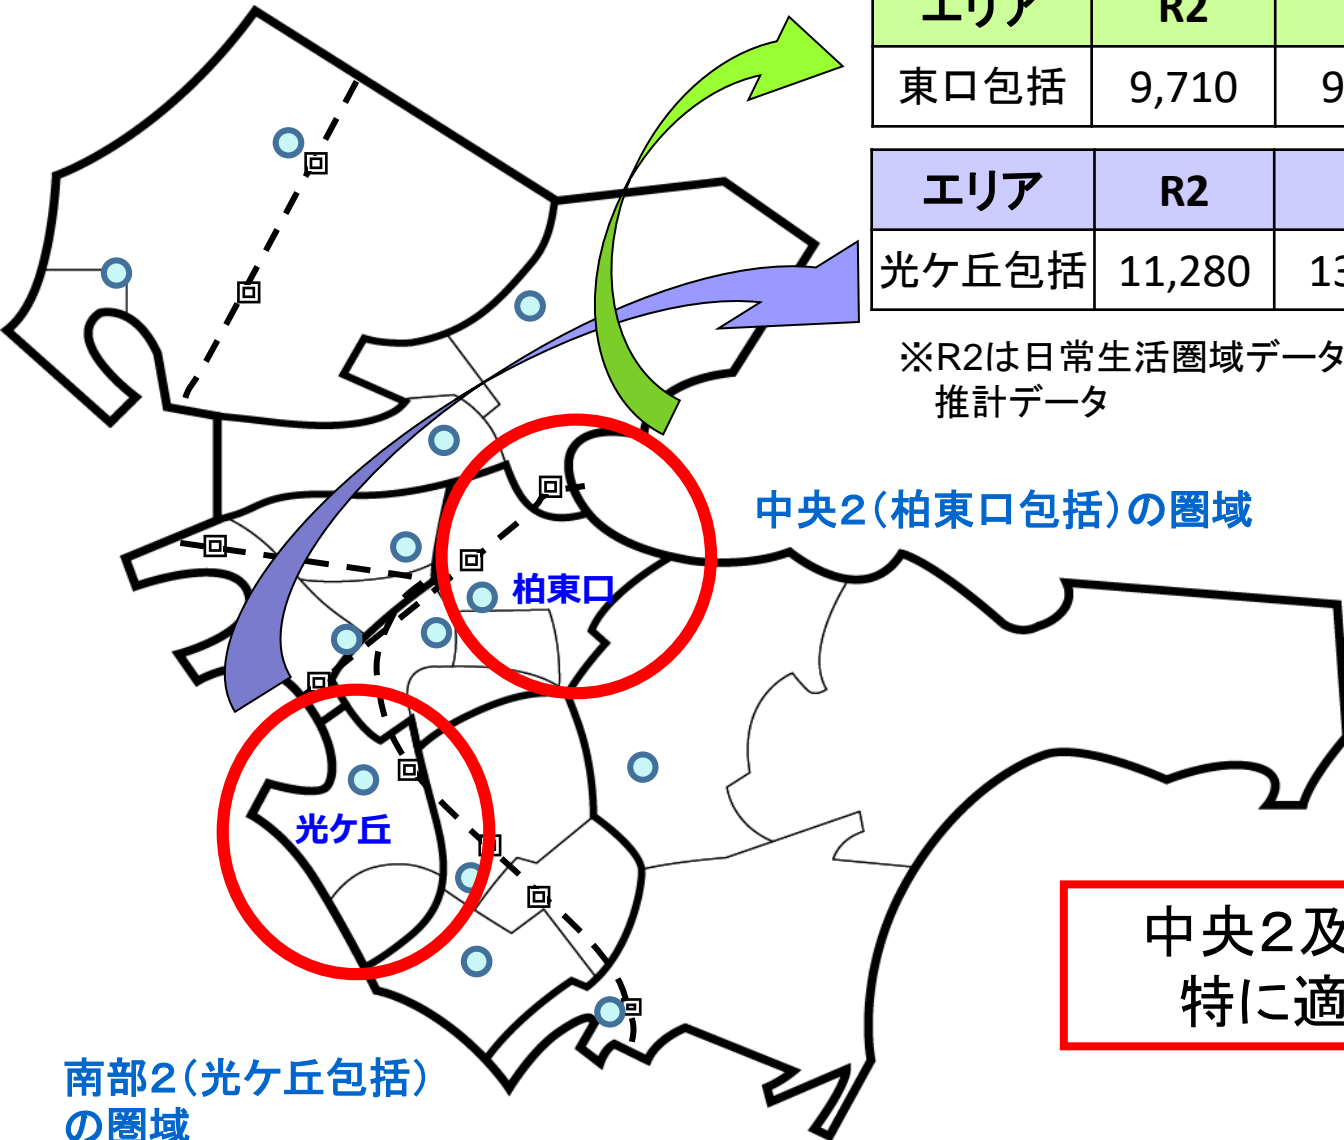 エリア R2
東口包括 9,710 9
エリア R2
光ケ丘包括 11,280 13
※R2は日常生活圏域データ
推計データ
中央2(柏東口包括)の圏域
柏東口
光ケ丘
中央2及
特に適
南部2(光ケ丘包括)
の圏域